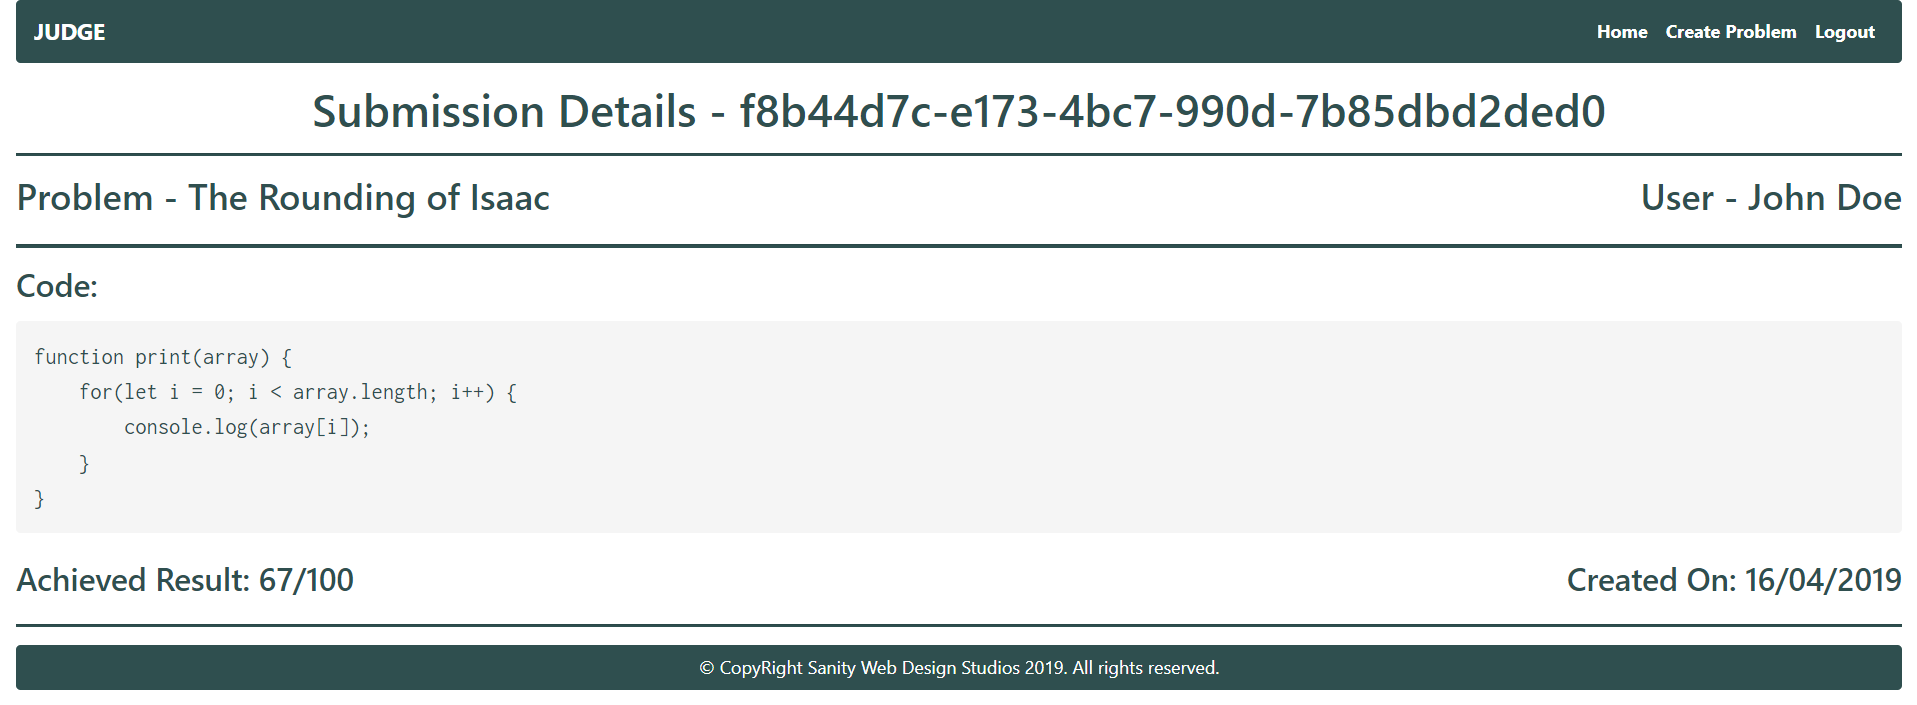 JUDGE
Home Create Problem Logout
Submission Details - f8b44d7c-e173-4bc7-990d-7b85dbd2ded0
Problem - The Rounding of Isaac
User - John Doe
Code:
function print(array) {
    for(let i = 0; i < array.length; i++) {
        console.log(array[i]);
    }
}
Achieved Result: 67/100
Created On: 16/04/2019
© CopyRight Sanity Web Design Studios 2019. All rights reserved.